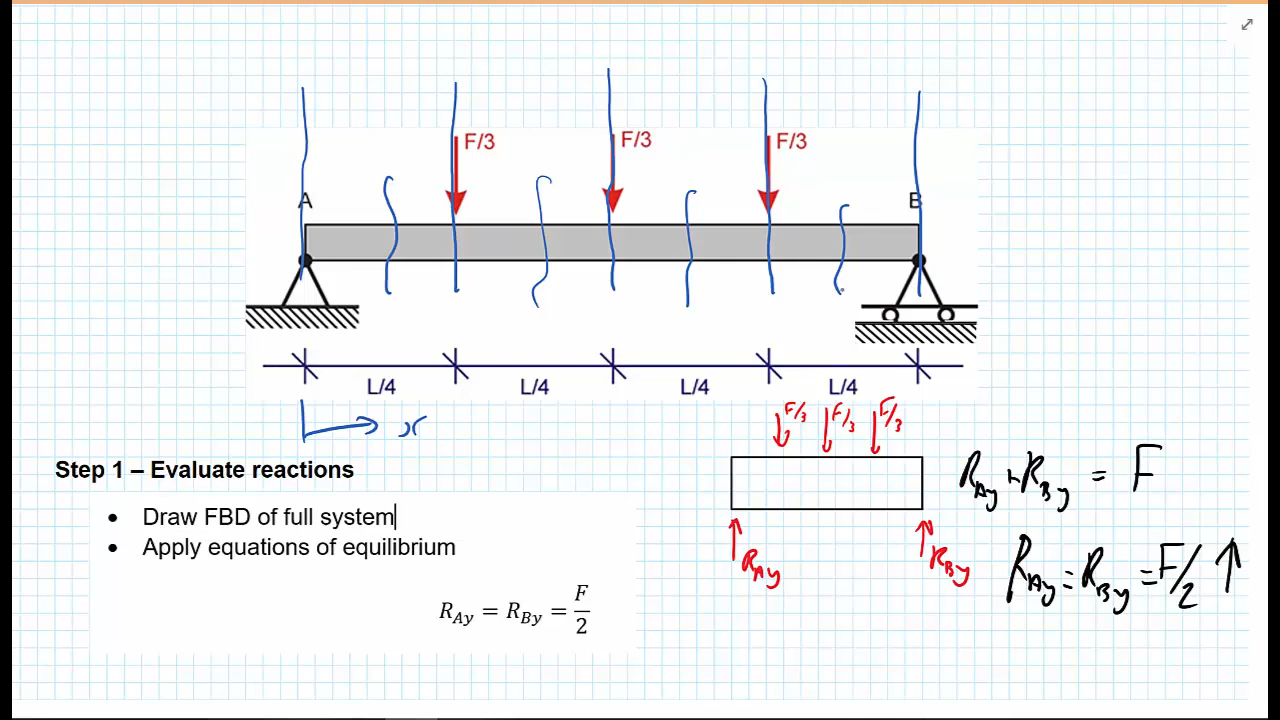 F/3 F/3 F/3
A B
L/4 L/4 L/4 L/4
x
F/3 F/3 F/3
Step 1 – Evaluate reactions
R_Ay + R_By = F
• Draw FBD of full system
• Apply equations of equilibrium
R_Ay R_By
R_Ay = R_By = F/2 ↑
R_Ay = R_By = F/2